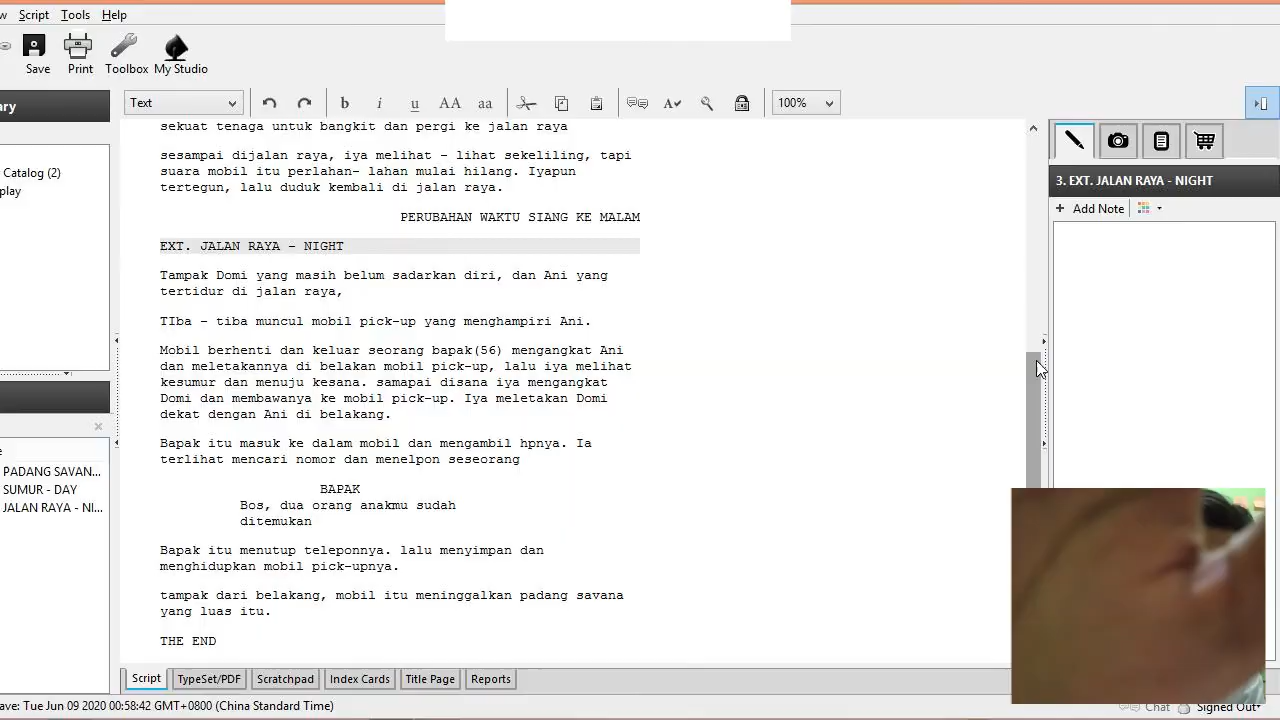 w Script Tools Help
Save Print Toolbox My Studio
ary
Text
b i u AA aa
A
100%
Catalog (2)
play
×
e
PADANG SAVAN...
SUMUR - DAY
JALAN RAYA - NI...
sekuat tenaga untuk bangkit dan pergi ke jalan raya
sesampai dijalan raya, iya melihat - lihat sekeliling, tapi
suara mobil itu perlahan- lahan mulai hilang. Iyapun
tertegun, lalu duduk kembali di jalan raya.
PERUBAHAN WAKTU SIANG KE MALAM
EXT. JALAN RAYA - NIGHT
Tampak Domi yang masih belum sadarkan diri, dan Ani yang
tertidur di jalan raya,
TIba - tiba muncul mobil pick-up yang menghampiri Ani.
Mobil berhenti dan keluar seorang bapak(56) mengangkat Ani
dan meletakannya di belakan mobil pick-up, lalu iya melihat
kesumur dan menuju kesana. samapai disana iya mengangkat
Domi dan membawanya ke mobil pick-up. Iya meletakan Domi
dekat dengan Ani di belakang.
Bapak itu masuk ke dalam mobil dan mengambil hpnya. Ia
terlihat mencari nomor dan menelpon seseorang
BAPAK
Bos, dua orang anakmu sudah
ditemukan
Bapak itu menutup teleponnya. lalu menyimpan dan
menghidupkan mobil pick-upnya.
tampak dari belakang, mobil itu meninggalkan padang savana
yang luas itu.
THE END
3. EXT. JALAN RAYA - NIGHT
+ Add Note
Script TypeSet/PDF Scratchpad Index Cards Title Page Reports
ave: Tue Jun 09 2020 00:58:42 GMT+0800 (China Standard Time)
Chat Signed Out